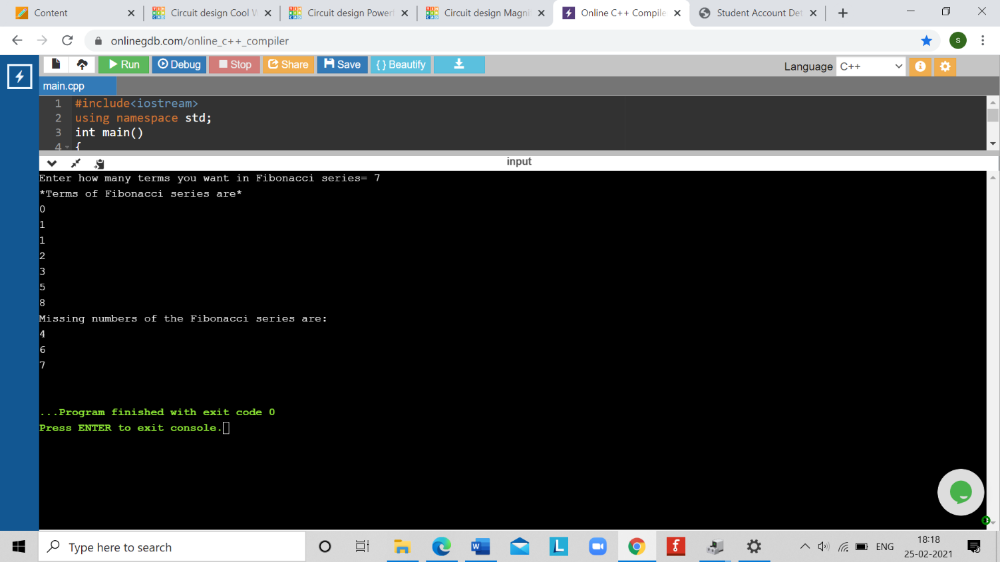 Content
Circuit design Cool W
Circuit design Powerf
Circuit design Magni
Online C++ Compile
Student Account Det
onlinegdb.com/online_c++_compiler
S
Run
Debug
Stop
Share
Save
{ } Beautify
Language
C++
main.cpp
1 #include<iostream>
2 using namespace std;
3 int main()
4 {
input
Enter how many terms you want in Fibonacci series= 7
*Terms of Fibonacci series are*
0
1
1
2
3
5
8
Missing numbers of the Fibonacci series are:
4
6
7
...Program finished with exit code 0
Press ENTER to exit console.
Type here to search
ENG
18:18
25-02-2021